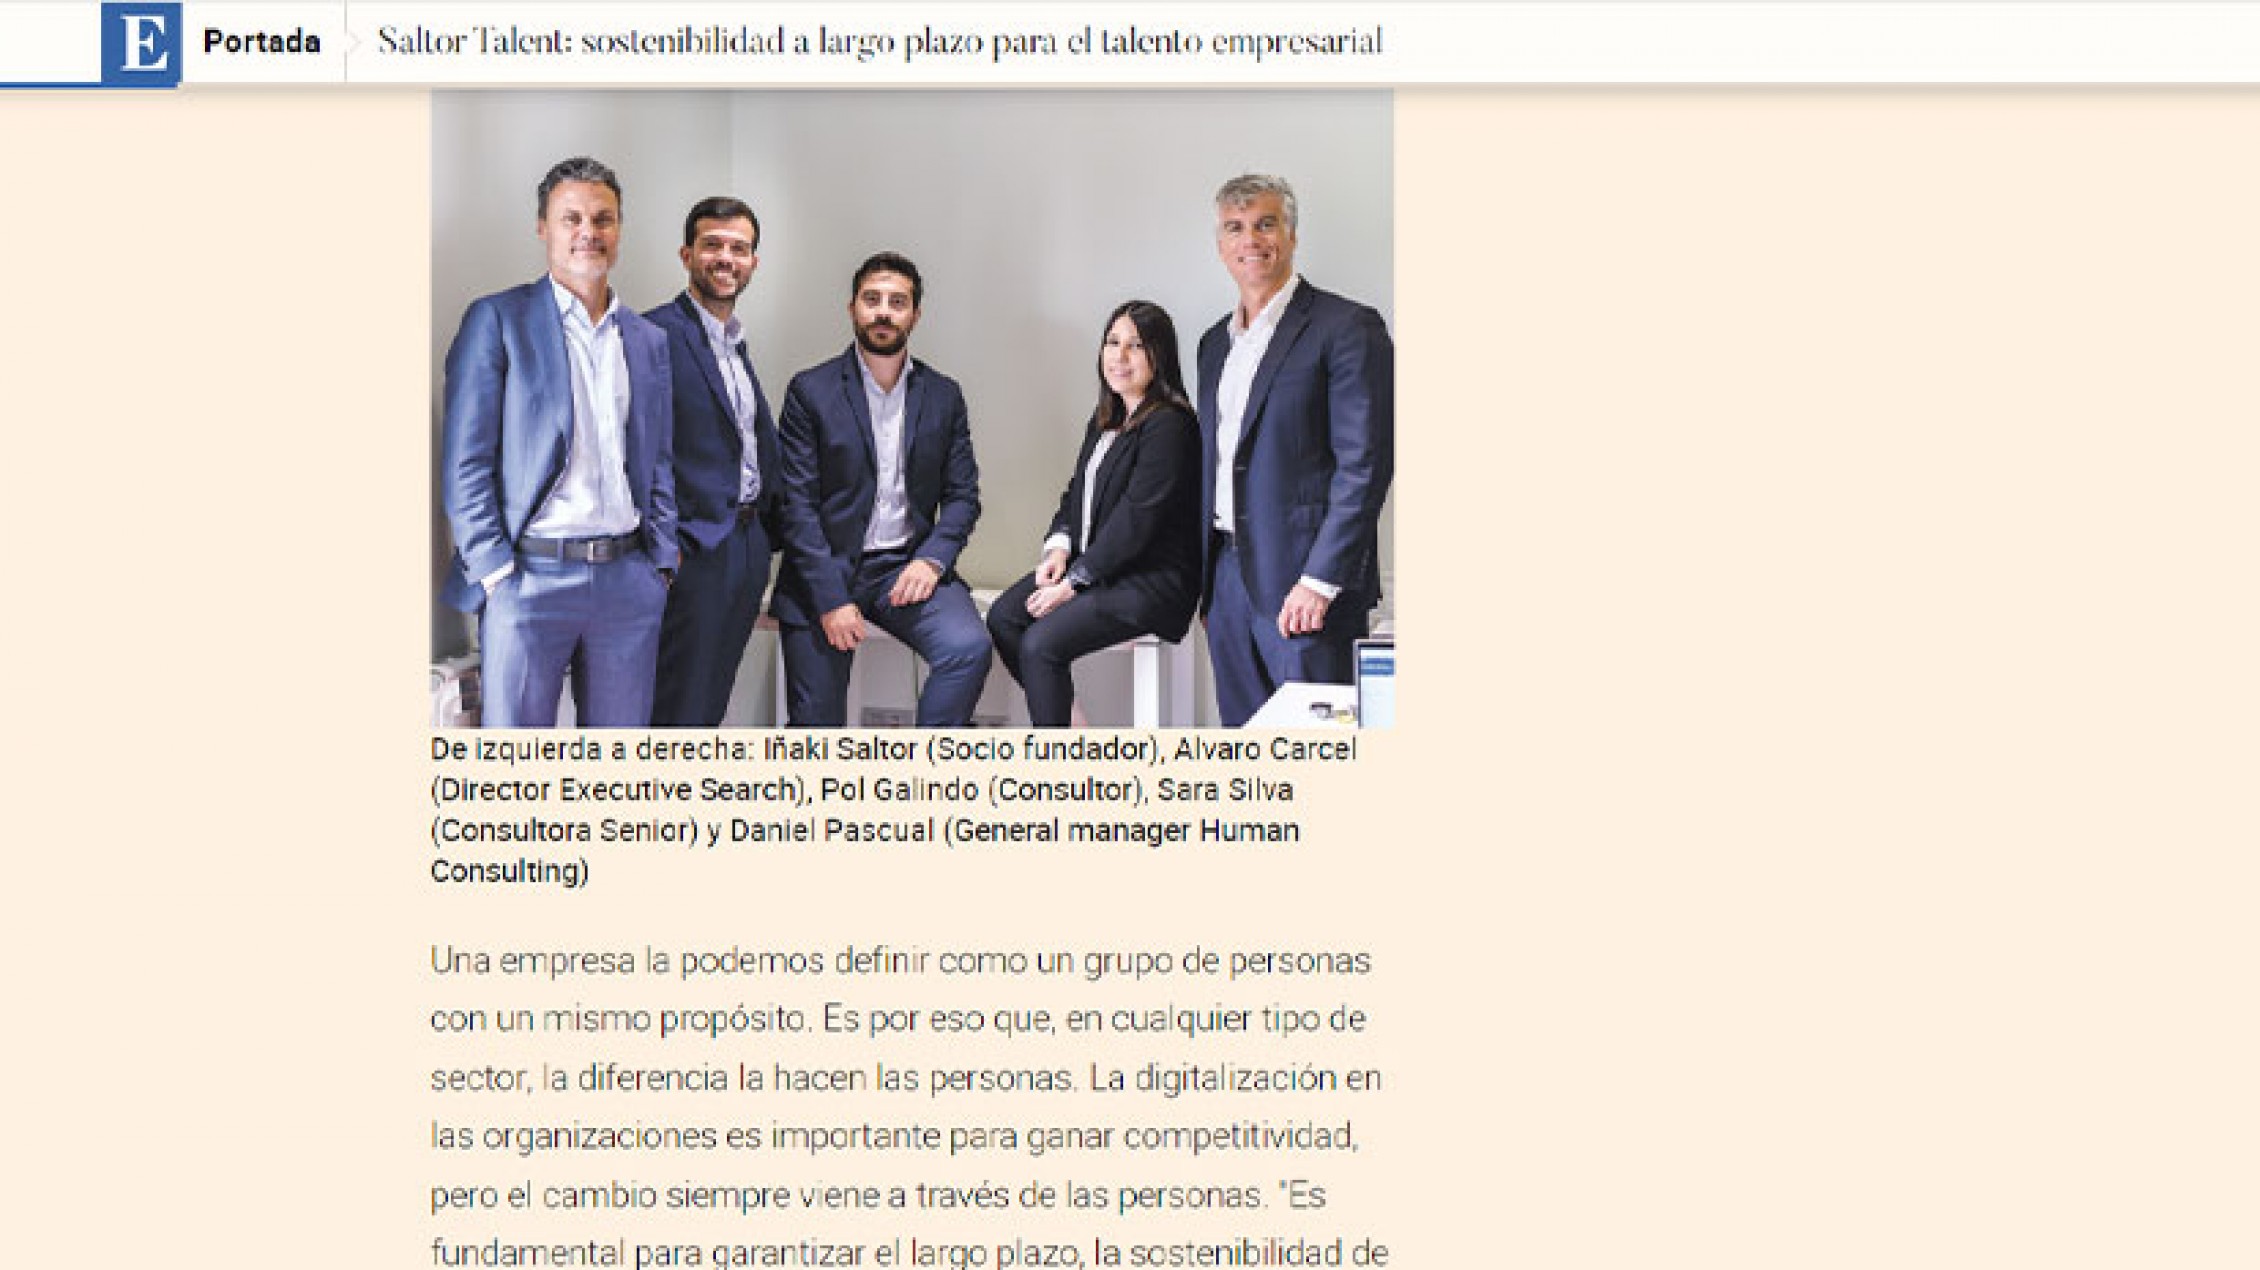 E Portada Saltor Talent: sostenibilidad a largo plazo para el talento empresarial
De izquierda a derecha: Iñaki Saltor (Socio fundador), Alvaro Carcel
(Director Executive Search), Pol Galindo (Consultor), Sara Silva
(Consultora Senior) y Daniel Pascual (General manager Human
Consulting)
Una empresa la podemos definir como un grupo de personas
con un mismo propósito. Es por eso que, en cualquier tipo de
sector, la diferencia la hacen las personas. La digitalización en
las organizaciones es importante para ganar competitividad,
pero el cambio siempre viene a través de las personas. "Es
fundamental para garantizar el largo plazo, la sostenibilidad de